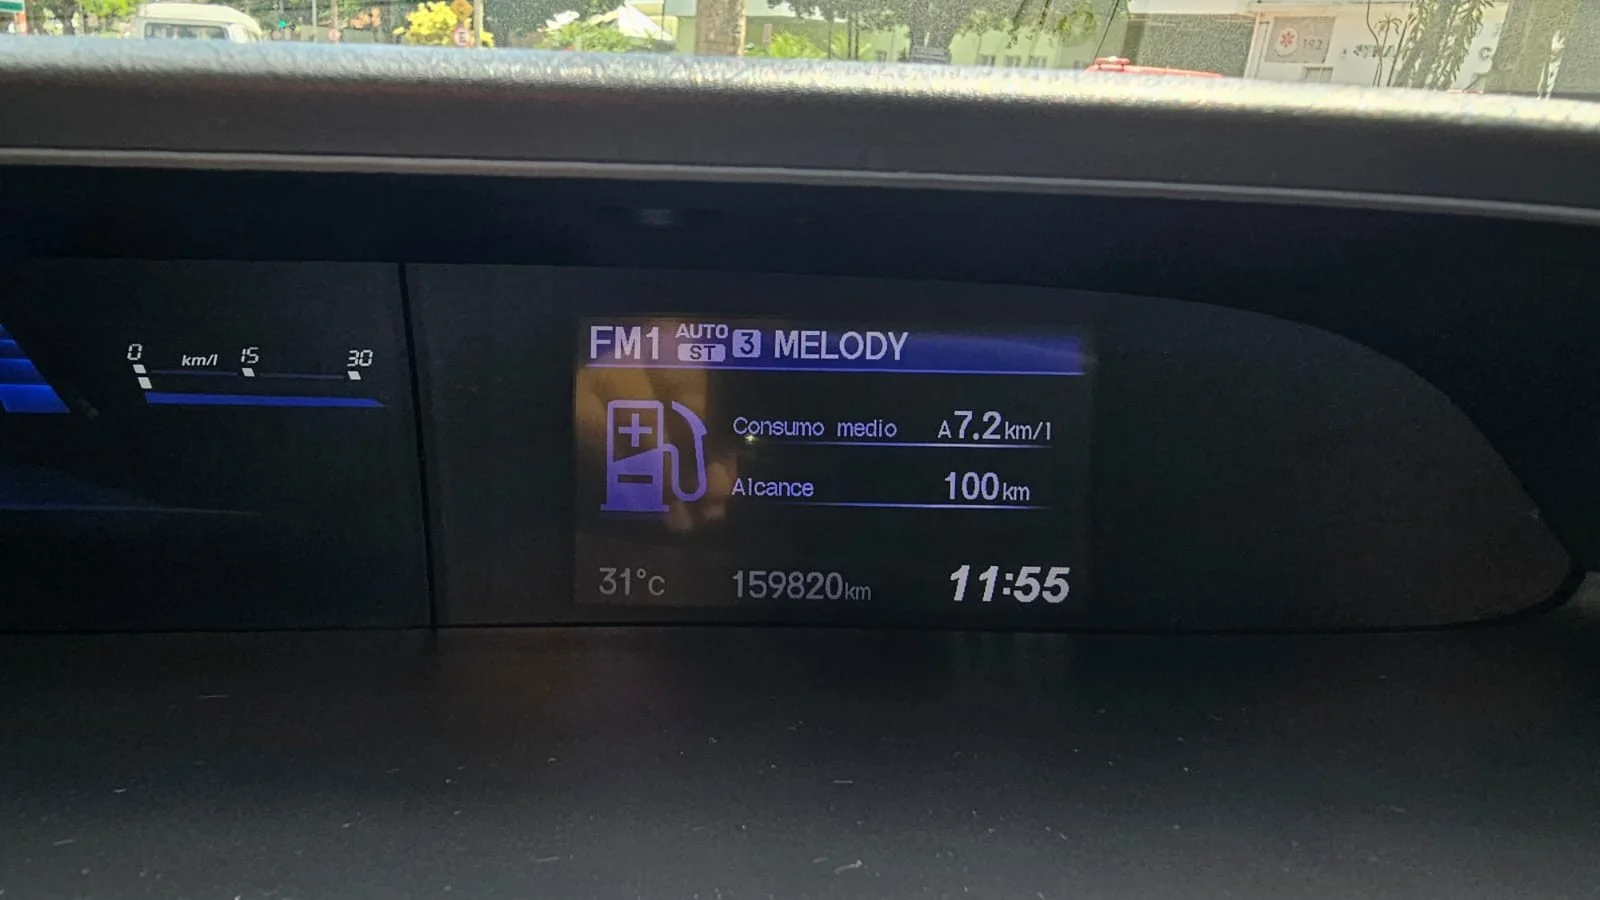 192
0 km/l 15 30
FM1 AUTO ST 3 MELODY
Consumo medio A7.2km/l
Alcance 100km
31°C 159820km 11:55